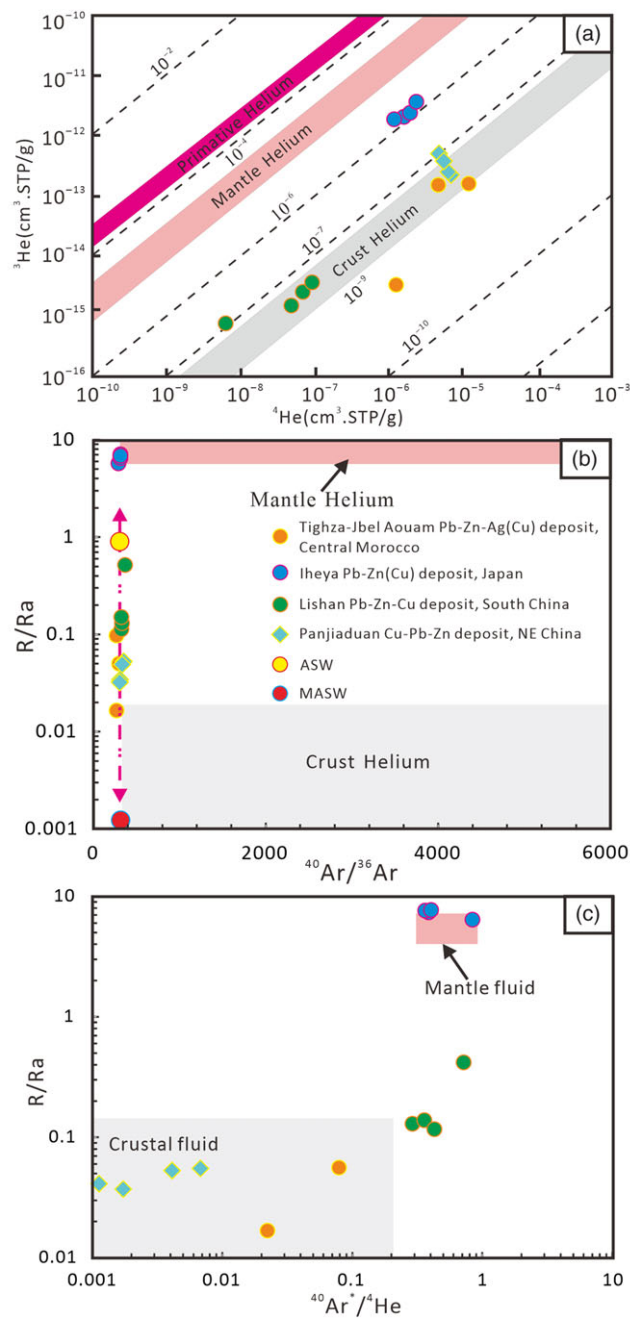 (a)
10⁻¹⁰
10⁻¹¹
10⁻¹²
10⁻¹³
10⁻¹⁴
10⁻¹⁵
10⁻¹⁶
³He(cm³.STP/g)
10⁻²
Primative Helium
10⁻⁴
Mantle Helium
10⁻⁶
10⁻⁷
Crust Helium
10⁻⁹
10⁻¹⁰
10⁻¹⁰
10⁻⁹
10⁻⁸
10⁻⁷
10⁻⁶
10⁻⁵
10⁻⁴
10⁻³
⁴He(cm³.STP/g)
(b)
10
1
0.1
0.01
0.001
R/Ra
Mantle Helium
Tighza-Jbel Aouam Pb-Zn-Ag(Cu) deposit,
Central Morocco
Iheya Pb-Zn(Cu) deposit, Japan
Lishan Pb-Zn-Cu deposit, South China
Panjiaduan Cu-Pb-Zn deposit, NE China
ASW
MASW
Crust Helium
0
2000
4000
6000
⁴⁰Ar/³⁶Ar
(c)
10
1
0.1
0.01
R/Ra
Mantle fluid
Crustal fluid
0.001
0.01
0.1
1
10
⁴⁰Ar*/⁴He